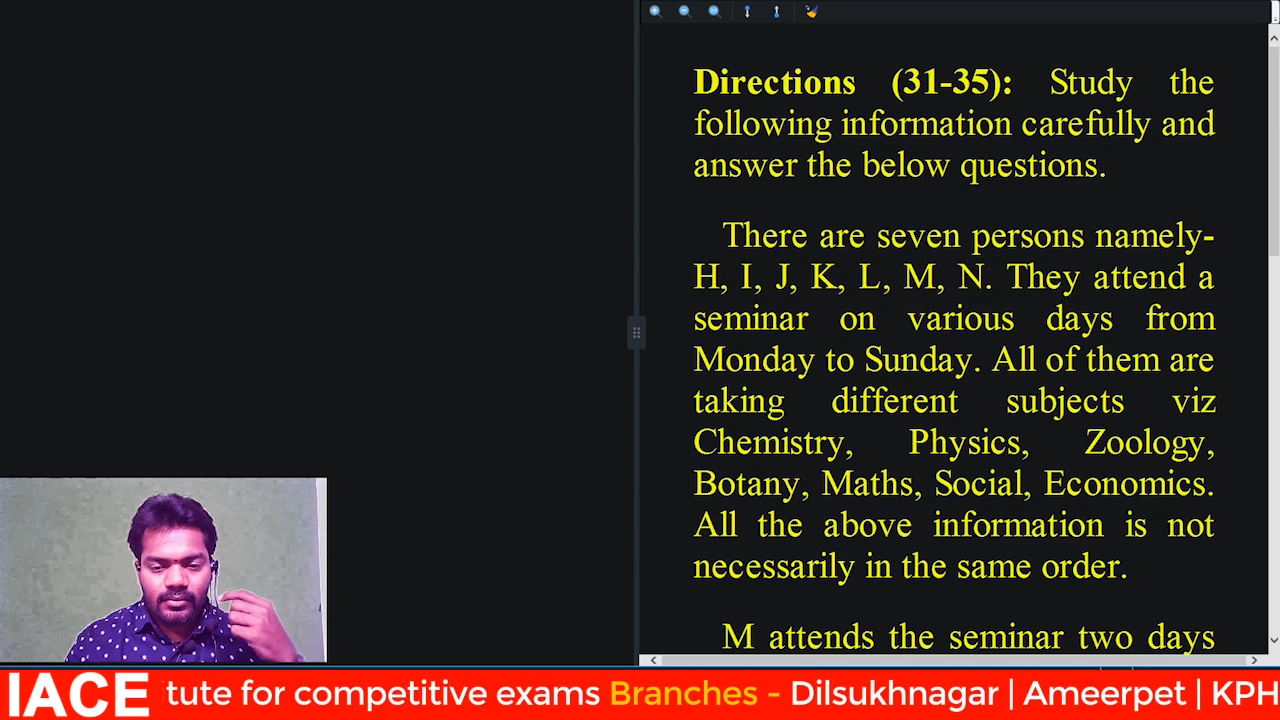 Directions (31-35): Study the
following information carefully and
answer the below questions.
There are seven persons namely-
H, I, J, K, L, M, N. They attend a
seminar on various days from
Monday to Sunday. All of them are
taking different subjects viz
Chemistry, Physics, Zoology,
Botany, Maths, Social, Economics.
All the above information is not
necessarily in the same order.
M attends the seminar two days
IACE tute for competitive exams Branches - Dilsukhnagar | Ameerpet | KPH